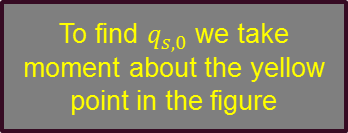 To find q_{s,0} we take
moment about the yellow
point in the figure